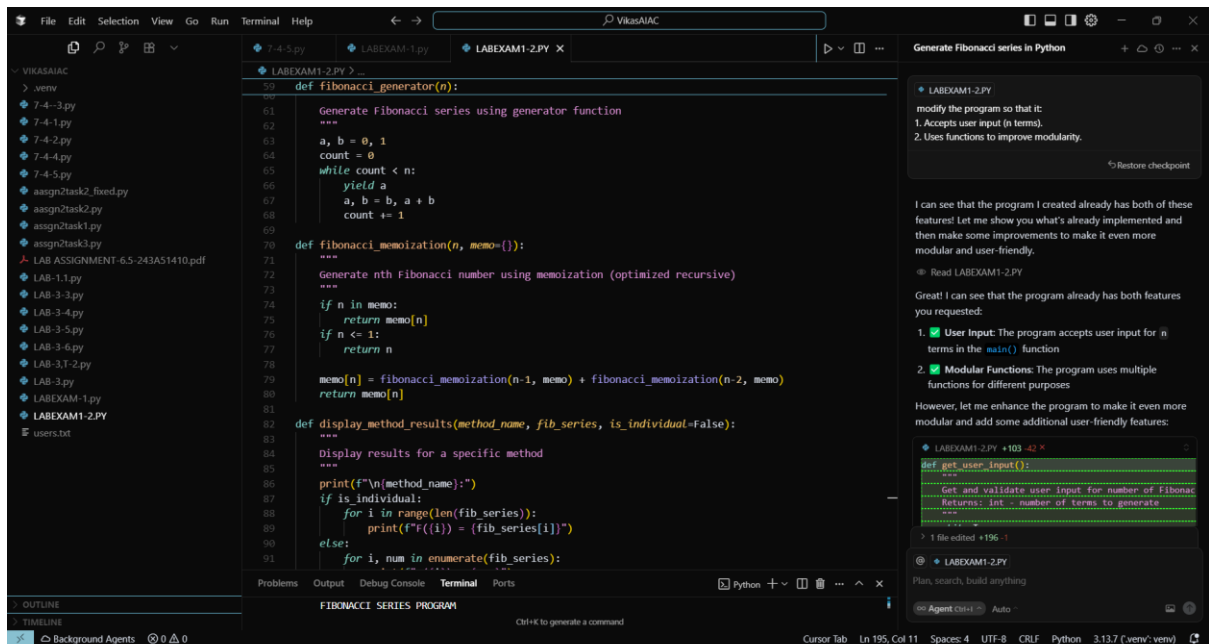 File Edit Selection View Go Run Terminal Help
VikasAIAC
7-4-5.py LABEXAM-1.py LABEXAM1-2.PY
VIKASAIAC
.venv
7-4--3.py
7-4-1.py
7-4-2.py
7-4-4.py
7-4-5.py
aasgn2task2_fixed.py
aasgn2task2.py
assgn2task1.py
assgn2task3.py
LAB ASSIGNMENT-6.5-243A51410.pdf
LAB-1.1.py
LAB-3-3.py
LAB-3-4.py
LAB-3-5.py
LAB-3-6.py
LAB-3,T-2.py
LAB-3.py
LABEXAM-1.py
LABEXAM1-2.PY
users.txt
OUTLINE
TIMELINE
LABEXAM1-2.PY > ...
59 def fibonacci_generator(n):
60
61 Generate Fibonacci series using generator function
62 """
63 a, b = 0, 1
64 count = 0
65 while count < n:
66 yield a
67 a, b = b, a + b
68 count += 1
69
70 def fibonacci_memoization(n, memo={}):
71 """
72 Generate nth Fibonacci number using memoization (optimized recursive)
73 """
74 if n in memo:
75 return memo[n]
76 if n <= 1:
77 return n
78
79 memo[n] = fibonacci_memoization(n-1, memo) + fibonacci_memoization(n-2, memo)
80 return memo[n]
81
82 def display_method_results(method_name, fib_series, is_individual=False):
83 """
84 Display results for a specific method
85 """
86 print(f"\n{method_name}:")
87 if is_individual:
88 for i in range(len(fib_series)):
89 print(f"F({i}) = {fib_series[i]}")
90 else:
91 for i, num in enumerate(fib_series):
Problems Output Debug Console Terminal Ports
Python
FIBONACCI SERIES PROGRAM
Ctrl+K to generate a command
Generate Fibonacci series in Python
LABEXAM1-2.PY
modify the program so that it:
1. Accepts user input (n terms).
2. Uses functions to improve modularity.
Restore checkpoint
I can see that the program I created already has both of these
features! Let me show you what's already implemented and
then make some improvements to make it even more
modular and user-friendly.
Read LABEXAM1-2.PY
Great! I can see that the program already has both features
you requested:
1. ✅ User Input: The program accepts user input for n
terms in the main() function
2. ✅ Modular Functions: The program uses multiple
functions for different purposes
However, let me enhance the program to make it even more
modular and add some additional user-friendly features:
LABEXAM1-2.PY +103 -42
def get_user_input():
"""
Get and validate user input for number of Fibonac
Returns: int - number of terms to generate
"""
> 1 file edited +196 -1
@ LABEXAM1-2.PY
Plan, search, build anything
Agent Ctrl+I Auto
Background Agents 0 0
Cursor Tab Ln 195, Col 11 Spaces: 4 UTF-8 CRLF Python 3.13.7 ('.venv': venv)